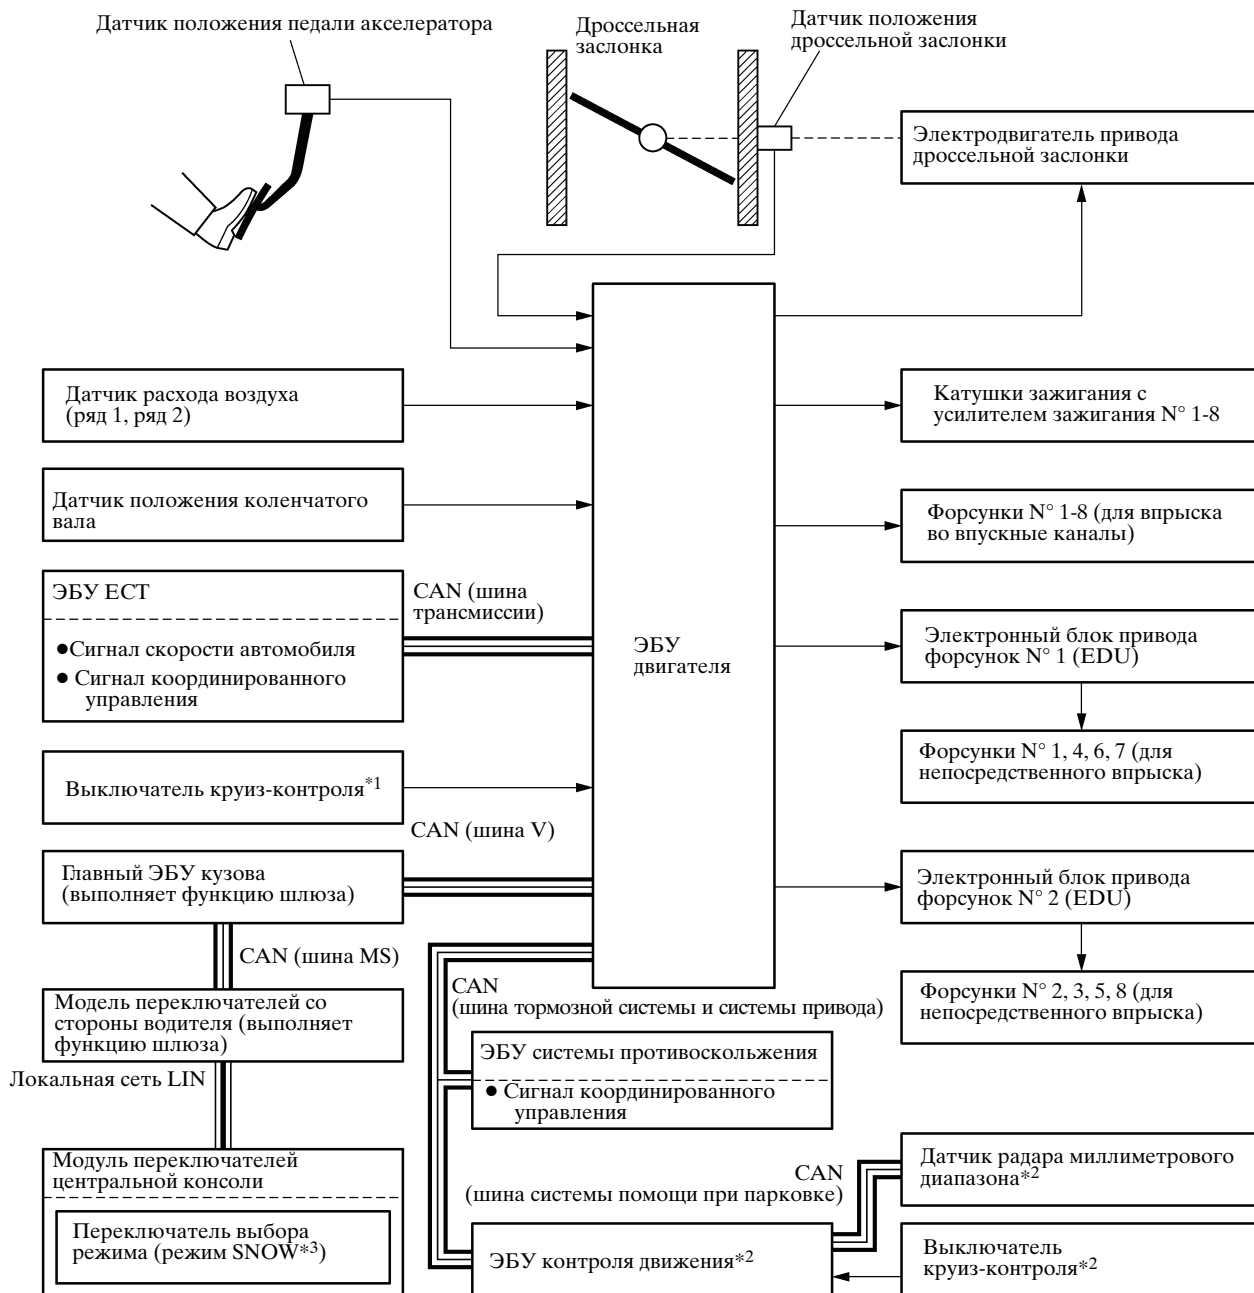 Датчик положения педали акселератора
Дроссельная
заслонка
Датчик положения
дроссельной заслонки
Электродвигатель привода
дроссельной заслонки
Датчик расхода воздуха
(ряд 1, ряд 2)
Катушки зажигания с
усилителем зажигания N° 1-8
Датчик положения коленчатого
вала
Форсунки N° 1-8 (для впрыска
во впускные каналы)
ЭБУ ECT
● Сигнал скорости автомобиля
● Сигнал координированного
управления
CAN (шина
трансмиссии)
ЭБУ
двигателя
Электронный блок привода
форсунок N° 1 (EDU)
Форсунки N° 1, 4, 6, 7 (для
непосредственного впрыска)
Выключатель круиз-контроля*1
CAN (шина V)
Главный ЭБУ кузова
(выполняет функцию шлюза)
Электронный блок привода
форсунок N° 2 (EDU)
CAN (шина MS)
CAN
(шина тормозной системы и системы привода)
Модель переключателей со
стороны водителя (выполняет
функцию шлюза)
Форсунки N° 2, 3, 5, 8 (для
непосредственного впрыска)
Локальная сеть LIN
ЭБУ системы противоскольжения
● Сигнал координированного
управления
Модуль переключателей
центральной консоли
Переключатель выбора
режима (режим SNOW*3)
CAN
(шина системы помощи при парковке)
Датчик радара миллиметрового
диапазона*2
ЭБУ контроля движения*2
Выключатель
круиз-контроля*2